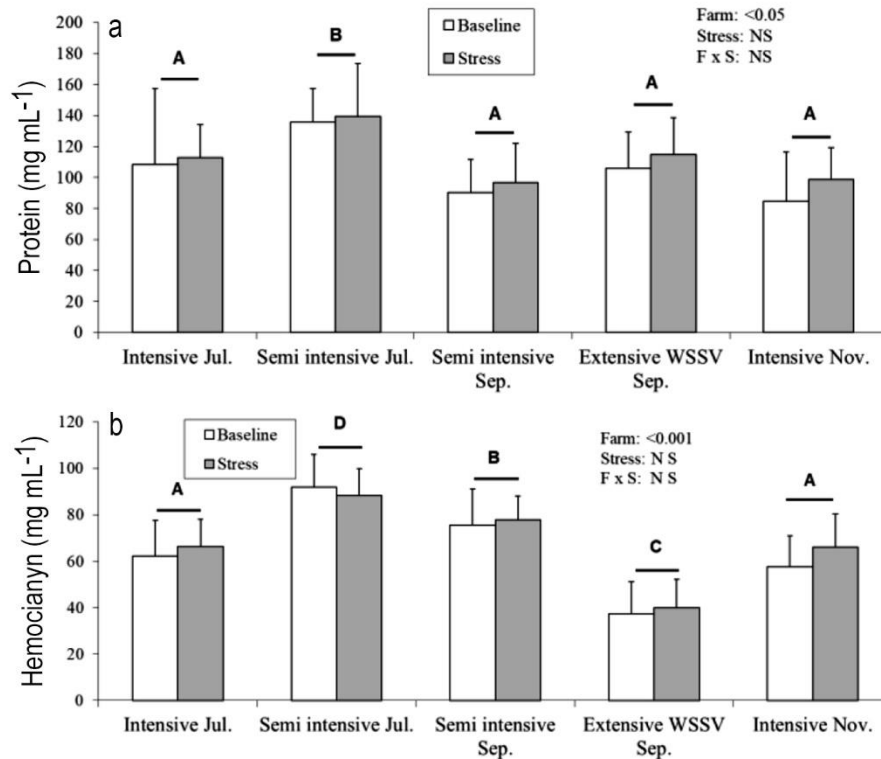 a
Baseline
Stress
Farm: <0.05
Stress: NS
F x S: NS
Protein (mg mL-1)
200
180
160
140
120
100
80
60
40
20
0
A
B
A
A
A
Intensive Jul.
Semi intensive Jul.
Semi intensive
Sep.
Extensive WSSV
Sep.
Intensive Nov.
b
Baseline
Stress
Farm: <0.001
Stress: N S
F x S: N S
Hemocianyn (mg mL-1)
120
100
80
60
40
20
0
A
D
B
C
A
Intensive Jul.
Semi intensive Jul.
Semi intensive
Sep.
Extensive WSSV
Sep.
Intensive Nov.